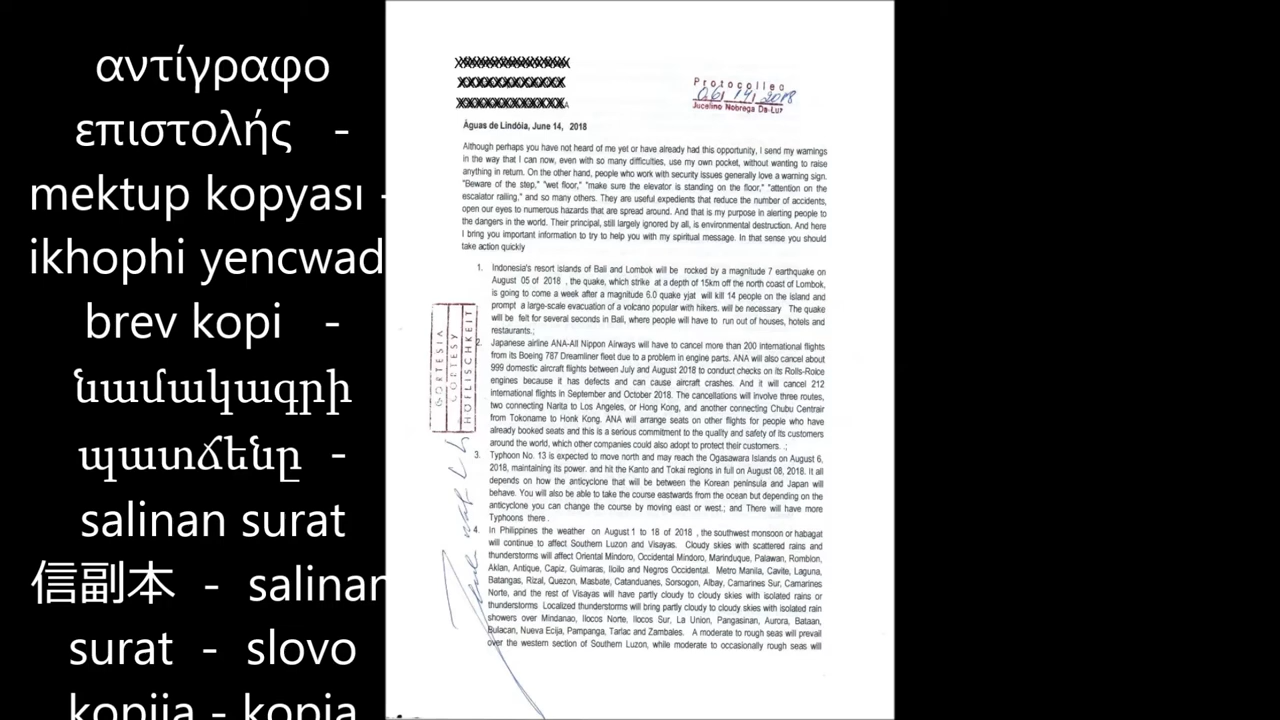 αντίγραφο
επιστολής -
mektup kopyası -
ikhophi yencwad
brev kopi -
նամակագրի
պատճենը -
salinan surat
信副本 - salinan
surat - slovo
kopija - kopia
Protocolleo
06/14/2018
Jucelino Nobrega Da-Luz
Águas de Lindóia, June 14, 2018
Although perhaps you have not heard of me yet or have already had this opportunity, I send my warnings
in the way that I can now, even with so many difficulties, use my own pocket, without wanting to raise
anything in return. On the other hand, people who work with security issues generally love a warning sign.
"Beware of the step," "wet floor," "make sure the elevator is standing on the floor," "attention on the
escalator railing," and so many others. They are useful expedients that reduce the number of accidents,
open our eyes to numerous hazards that are spread around. And that is my purpose in alerting people to
the dangers in the world. Their principal, still largely ignored by all, is environmental destruction. And here
I bring you important information to try to help you with my spiritual message. In that sense you should
take action quickly
1. Indonesia's resort islands of Bali and Lombok will be rocked by a magnitude 7 earthquake on
August 05 of 2018 , the quake, which strike at a depth of 15km off the north coast of Lombok,
is going to come a week after a magnitude 6.0 quake yjat will kill 14 people on the island and
prompt a large-scale evacuation of a volcano popular with hikers. will be necessary The quake
will be felt for several seconds in Bali, where people will have to run out of houses, hotels and
restaurants.;
2. Japanese airline ANA-All Nippon Airways will have to cancel more than 200 international flights
from its Boeing 787 Dreamliner fleet due to a problem in engine parts. ANA will also cancel about
999 domestic aircraft flights between July and August 2018 to conduct checks on its Rolls-Roice
engines because it has defects and can cause aircraft crashes. And it will cancel 212
international flights in September and October 2018. The cancellations will involve three routes,
two connecting Narita to Los Angeles, or Hong Kong, and another connecting Chubu Centrair
from Tokoname to Honk Kong. ANA will arrange seats on other flights for people who have
already booked seats and this is a serious commitment to the quality and safety of its customers
around the world, which other companies could also adopt to protect their customers. .;
3. Typhoon No. 13 is expected to move north and may reach the Ogasawara Islands on August 6,
2018, maintaining its power. and hit the Kanto and Tokai regions in full on August 08, 2018. It all
depends on how the anticyclone that will be between the Korean peninsula and Japan will
behave. You will also be able to take the course eastwards from the ocean but depending on the
anticyclone you can change the course by moving east or west.; and There will have more
Typhoons there .
4. In Philippines the weather on August 1 to 18 of 2018 , the southwest monsoon or habagat
will continue to affect Southern Luzon and Visayas. Cloudy skies with scattered rains and
thunderstorms will affect Oriental Mindoro, Occidental Mindoro, Marinduque, Palawan, Romblon,
Aklan, Antique, Capiz, Guimaras, Iloilo and Negros Occidental. Metro Manila, Cavite, Laguna,
Batangas, Rizal, Quezon, Masbate, Catanduanes, Sorsogon, Albay, Camarines Sur, Camarines
Norte, and the rest of Visayas will have partly cloudy to cloudy skies with isolated rains or
thunderstorms Localized thunderstorms will bring partly cloudy to cloudy skies with isolated rain
showers over Mindanao, Ilocos Norte, Ilocos Sur, La Union, Pangasinan, Aurora, Bataan,
Bulacan, Nueva Ecija, Pampanga, Tarlac and Zambales. A moderate to rough seas will prevail
over the western section of Southern Luzon, while moderate to occasionally rough seas will
CORTESIA
CORTESY
HOFLISCHKEIT